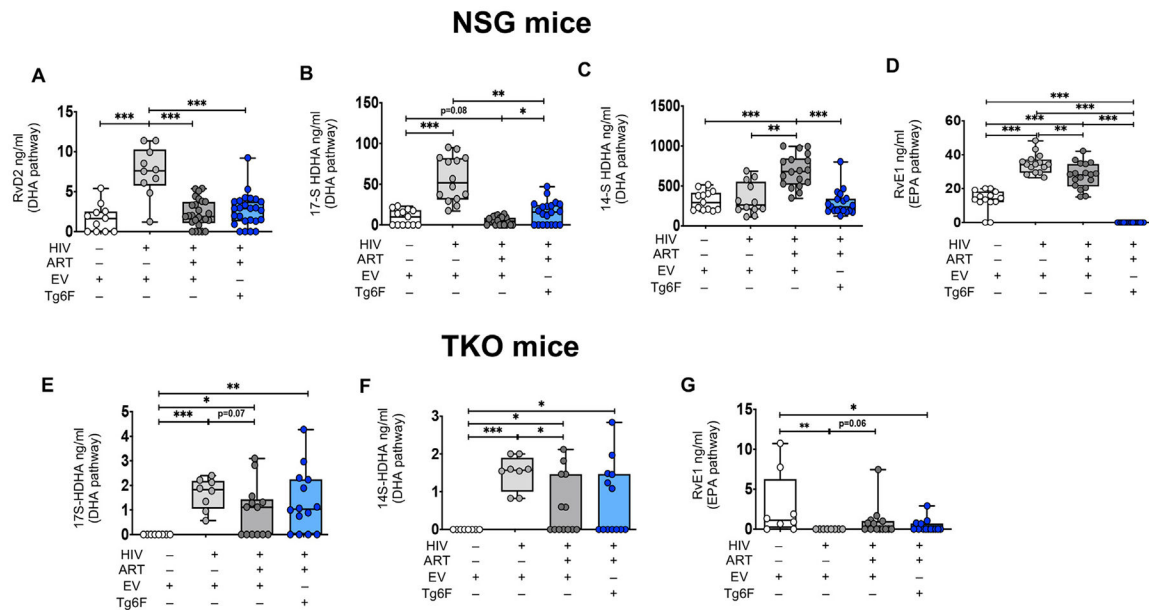 NSG mice
A
RvD2 ng/ml
(DHA pathway)
15
10
5
0
***
***
***
HIV – + + +
ART – – + +
EV + + + –
Tg6F – – – +
B
17-S HDHA ng/ml
(DHA pathway)
150
100
50
0
**
p=0.08
*
***
HIV – + + +
ART – – + +
EV + + + –
Tg6F – – – +
C
14-S HDHA ng/ml
(DHA pathway)
1500
1000
500
0
***
***
**
HIV – + + +
ART – – + +
EV + + + –
Tg6F – – – +
D
RvE1 ng/ml
(EPA pathway)
60
40
20
0
***
***
***
***
***
**
HIV – + + +
ART – – + +
EV + + + –
Tg6F – – – +
TKO mice
E
17S-HDHA ng/ml
(DHA pathway)
5
4
3
2
1
0
**
*
***
p=0.07
HIV – + + +
ART – – + +
EV + + + –
Tg6F – – – +
F
14S-HDHA ng/ml
(DHA pathway)
3
2
1
0
*
*
***
*
HIV – + + +
ART – – + +
EV + + + –
Tg6F – – – +
G
RvE1 ng/ml
(EPA pathway)
15
10
5
0
*
**
p=0.06
HIV – + + +
ART – – + +
EV + + + –
Tg6F – – – +